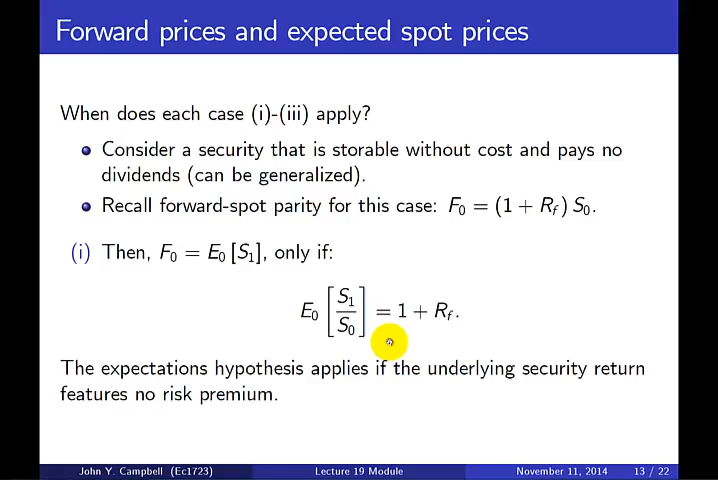 Forward prices and expected spot prices
When does each case (i)-(iii) apply?
Consider a security that is storable without cost and pays no
dividends (can be generalized).
Recall forward-spot parity for this case: F₀ = (1 + R_f) S₀.
(i) Then, F₀ = E₀ [S₁], only if:
E₀ [S₁/S₀] = 1 + R_f.
The expectations hypothesis applies if the underlying security return
features no risk premium.
John Y. Campbell (Ec1723) Lecture 19 Module November 11, 2014 13 / 22